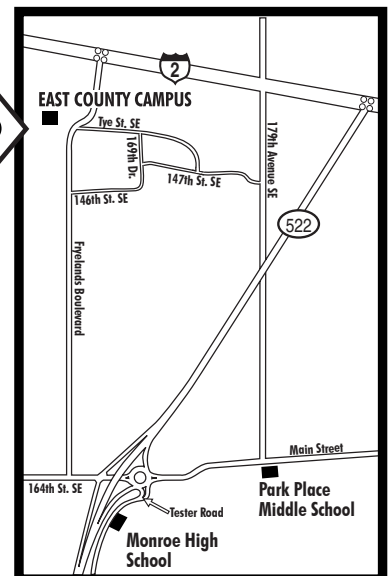 2
EAST COUNTY CAMPUS
Tye St. SE
169th Dr.
179th Avenue SE
147th St. SE
146th St. SE
522
Fryelands Boulevard
Main Street
164th St. SE
Park Place
Middle School
Tester Road
Monroe High
School